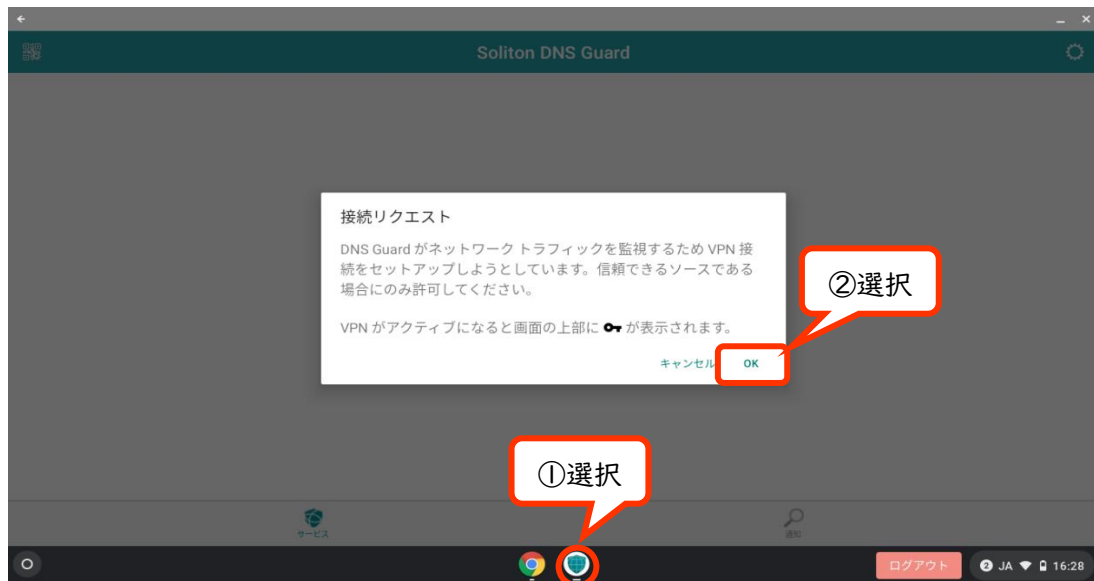 Soliton DNS Guard
接続リクエスト
DNS Guard がネットワーク トラフィックを監視するため VPN 接
続をセットアップしようとしています。信頼できるソースである
場合にのみ許可してください。
VPN がアクティブになると画面の上部に が表示されます。
キャンセル OK
②選択
①選択
サービス
通知
ログアウト
2 JA 16:28